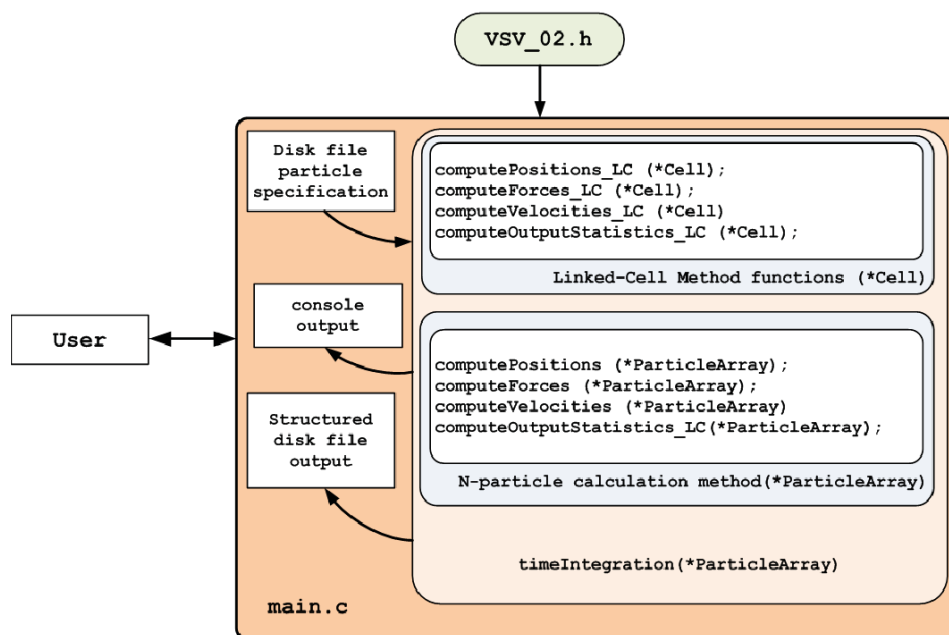 VSV_02.h
Disk file
particle
specification
computePositions_LC (*Cell);
computeForces_LC (*Cell);
computeVelocities_LC (*Cell)
computeOutputStatistics_LC (*Cell);
Linked-Cell Method functions (*Cell)
console
output
User
computePositions (*ParticleArray);
computeForces (*ParticleArray);
computeVelocities (*ParticleArray)
computeOutputStatistics_LC(*ParticleArray);
Structured
disk file
output
N-particle calculation method(*ParticleArray)
timeIntegration(*ParticleArray)
main.c